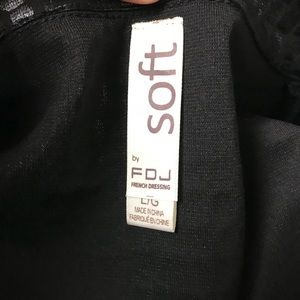 soft
by
FDJ
FRENCH DRESSING
L/G
MADE IN CHINA
FABRIQUÉ EN CHINE